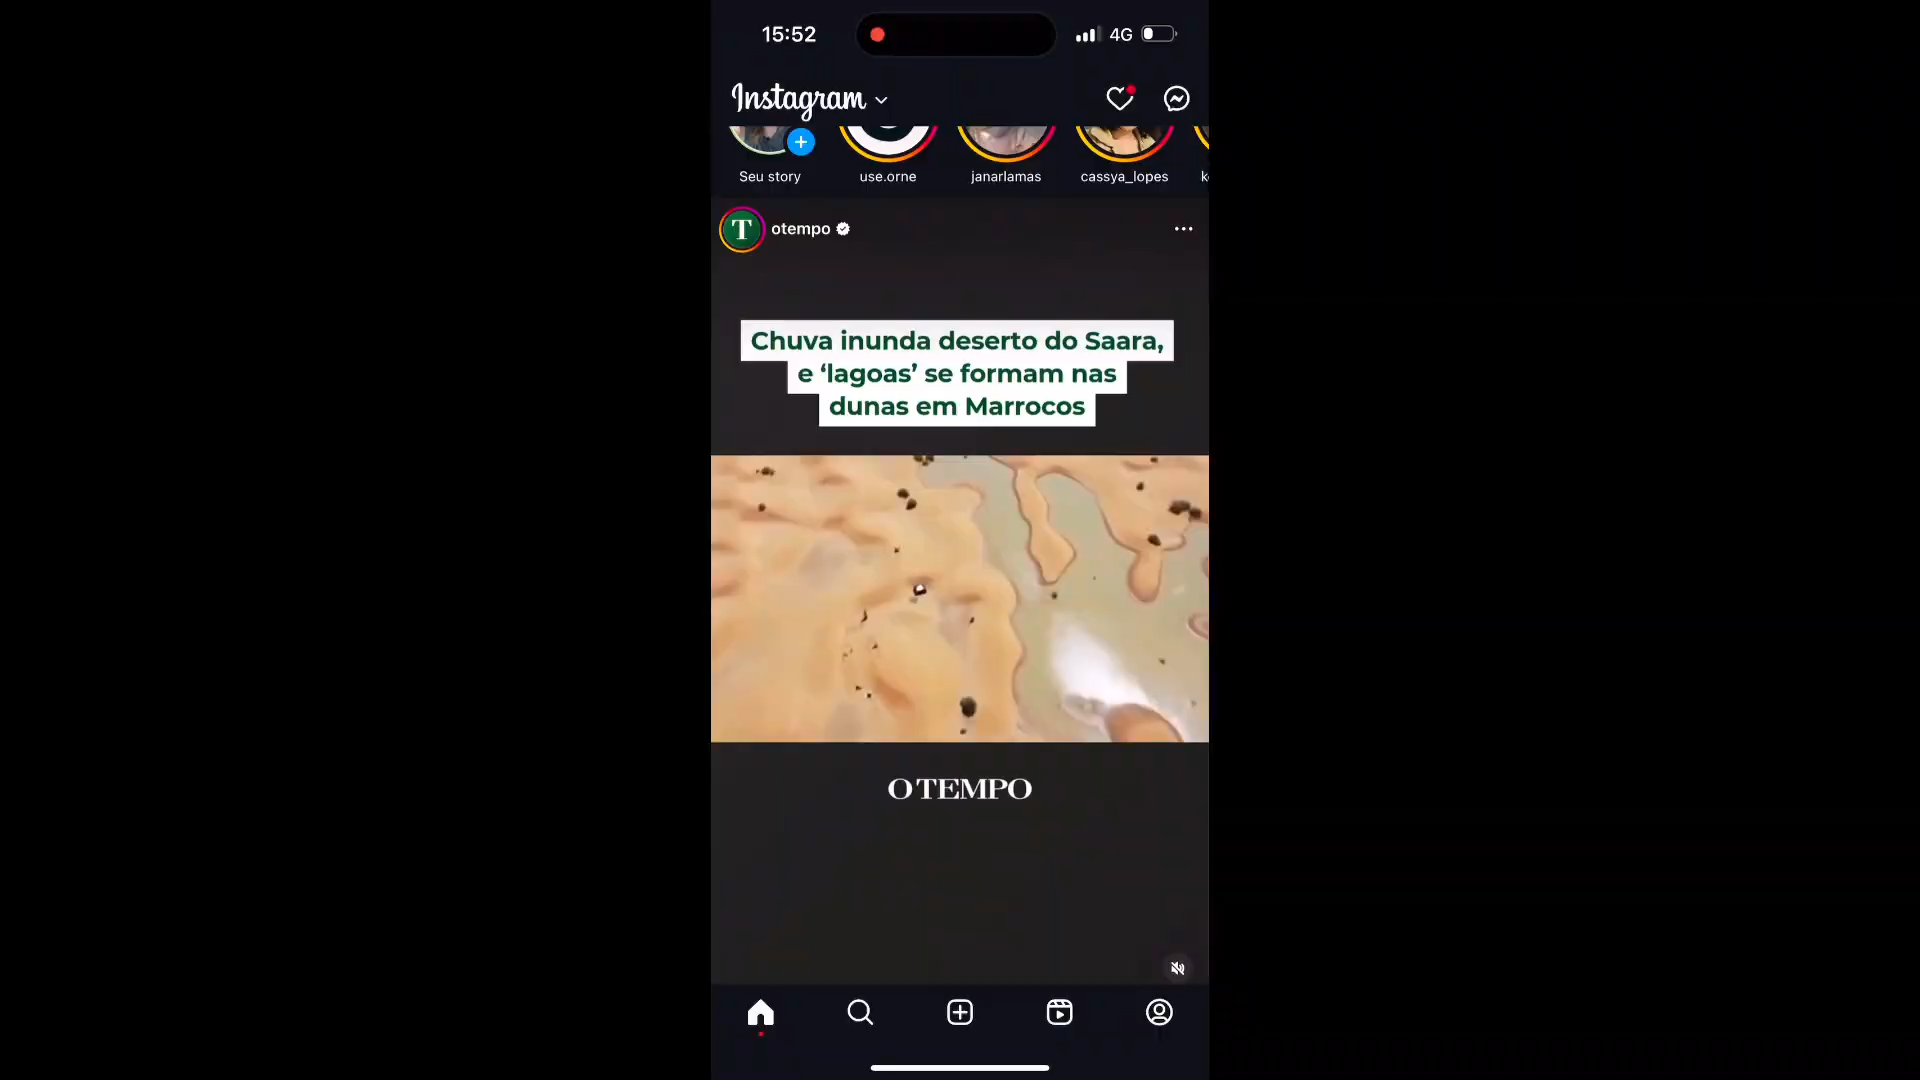 15:52
4G
Instagram
Seu story
use.orne
janarlamas
cassya_lopes
T
otempo
Chuva inunda deserto do Saara,
e ‘lagoas’ se formam nas
dunas em Marrocos
O TEMPO